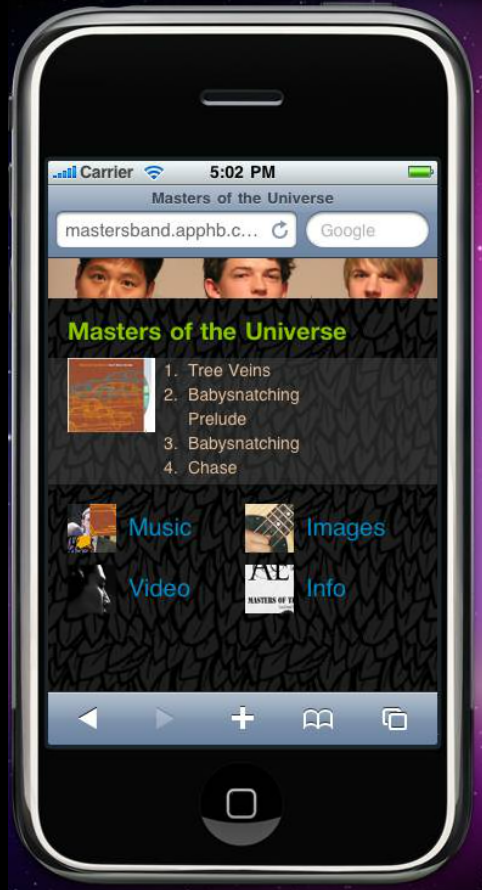 Carrier 5:02 PM
Masters of the Universe
mastersband.apphb.c... Google
Masters of the Universe
1. Tree Veins
2. Babysnatching
Prelude
3. Babysnatching
4. Chase
Music Images
Video Info
MASTERS OF